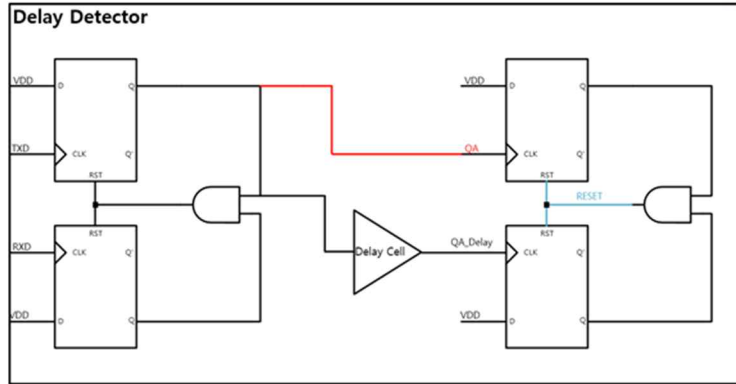 Delay Detector
VDD
D
Q
TXD
CLK
Q'
RST
RST
RXD
CLK
Q'
VDD
D
Q
Delay Cell
QA_Delay
VDD
D
Q
QA
CLK
Q'
RST
RESET
RST
CLK
Q'
VDD
D
Q